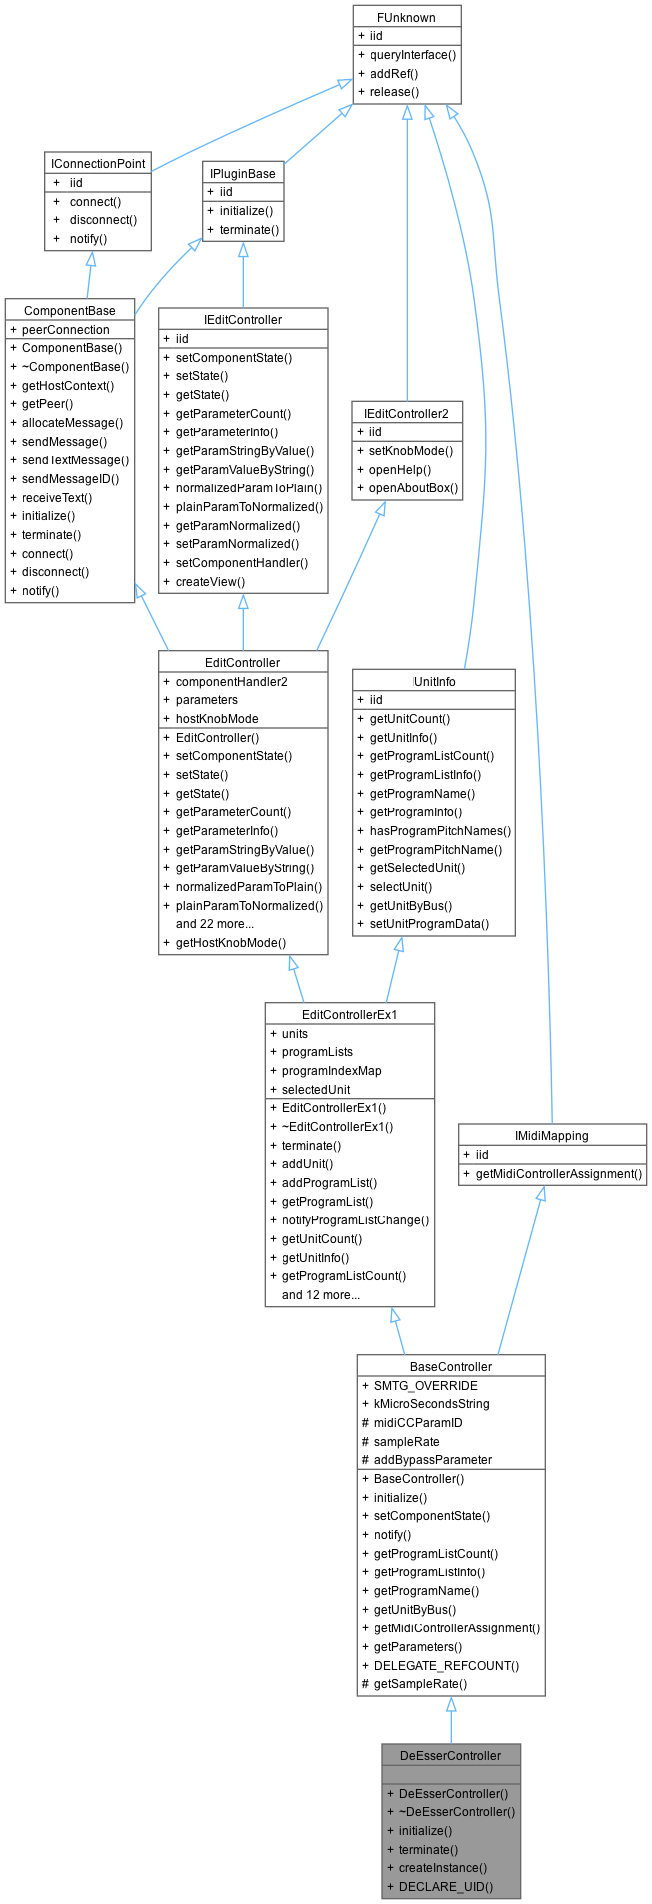 FUnknown
+ iid
+ queryInterface()
+ addRef()
+ release()
IConnectionPoint
+ iid
+ connect()
+ disconnect()
+ notify()
IPluginBase
+ iid
+ initialize()
+ terminate()
ComponentBase
+ peerConnection
+ ComponentBase()
+ ~ComponentBase()
+ getHostContext()
+ getPeer()
+ allocateMessage()
+ sendMessage()
+ sendTextMessage()
+ sendMessageID()
+ receiveText()
+ initialize()
+ terminate()
+ connect()
+ disconnect()
+ notify()
IEditController
+ iid
+ setComponentState()
+ setState()
+ getState()
+ getParameterCount()
+ getParameterInfo()
+ getParamStringByValue()
+ getParamValueByString()
+ normalizedParamToPlain()
+ plainParamToNormalized()
+ getParamNormalized()
+ setParamNormalized()
+ setComponentHandler()
+ createView()
IEditController2
+ iid
+ setKnobMode()
+ openHelp()
+ openAboutBox()
EditController
+ componentHandler2
+ parameters
+ hostKnobMode
+ EditController()
+ setComponentState()
+ setState()
+ getState()
+ getParameterCount()
+ getParameterInfo()
+ getParamStringByValue()
+ getParamValueByString()
+ normalizedParamToPlain()
+ plainParamToNormalized()
and 22 more...
+ getHostKnobMode()
IUnitInfo
+ iid
+ getUnitCount()
+ getUnitInfo()
+ getProgramListCount()
+ getProgramListInfo()
+ getProgramName()
+ getProgramInfo()
+ hasProgramPitchNames()
+ getProgramPitchName()
+ getSelectedUnit()
+ selectUnit()
+ getUnitByBus()
+ setUnitProgramData()
EditControllerEx1
+ units
+ programLists
+ programIndexMap
+ selectedUnit
+ EditControllerEx1()
+ ~EditControllerEx1()
+ terminate()
+ addUnit()
+ addProgramList()
+ getProgramList()
+ notifyProgramListChange()
+ getUnitCount()
+ getUnitInfo()
+ getProgramListCount()
and 12 more...
IMidiMapping
+ iid
+ getMidiControllerAssignment()
BaseController
+ SMTG_OVERRIDE
+ kMicroSecondsString
# midiCCParamID
# sampleRate
# addBypassParameter
+ BaseController()
+ initialize()
+ setComponentState()
+ notify()
+ getProgramListCount()
+ getProgramListInfo()
+ getProgramName()
+ getUnitByBus()
+ getMidiControllerAssignment()
+ getParameters()
+ DELEGATE_REFCOUNT()
# getSampleRate()
DeEsserController
+ DeEsserController()
+ ~DeEsserController()
+ initialize()
+ terminate()
+ createInstance()
+ DECLARE_UID()